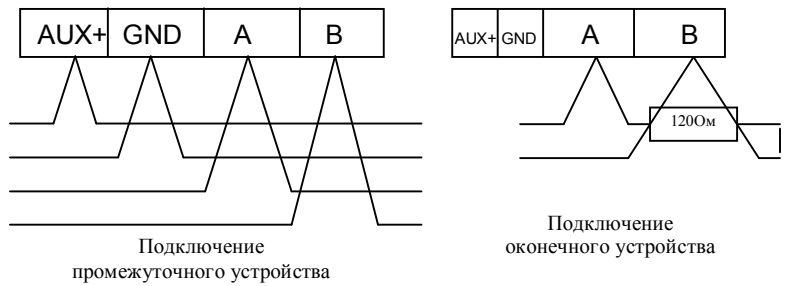 AUX+ GND A B
AUX+ GND A B
120Ом
Подключение
промежуточного устройства
Подключение
оконечного устройства